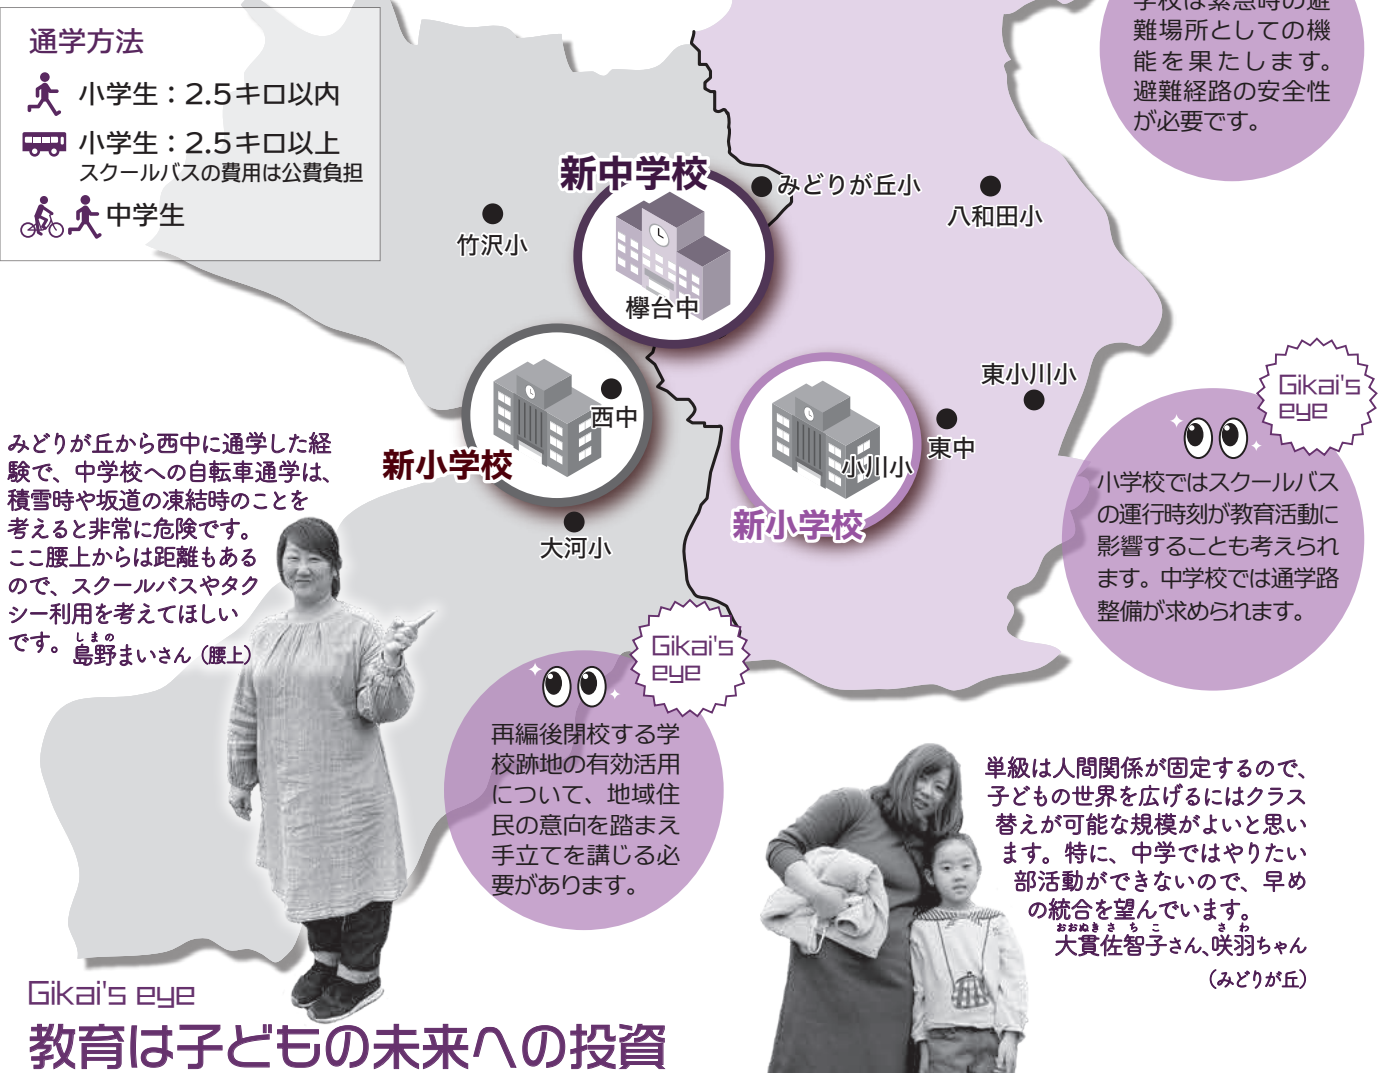 通学方法
小学生：2.5キロ以内
小学生：2.5キロ以上
スクールバスの費用は公費負担
中学生
学校は緊急時の避
難場所としての機
能を果たします。
避難経路の安全性
が必要です。
新中学校
欅台中
みどりが丘小
八和田小
竹沢小
西中
新小学校
大河小
東小川小
東中
小川小
新小学校
みどりが丘から西中に通学した経
験で、中学校への自転車通学は、
積雪時や坂道の凍結時のことを
考えると非常に危険です。
ここ腰上からは距離もある
ので、スクールバスやタク
シー利用を考えてほしい
です。
しまの
島野まいさん（腰上）
Gikai's
eye
小学校ではスクールバス
の運行時刻が教育活動に
影響することも考えられ
ます。中学校では通学路
整備が求められます。
Gikai's
eye
再編後閉校する学
校跡地の有効活用
について、地域住
民の意向を踏まえ
手立てを講じる必
要があります。
単級は人間関係が固定するので、
子どもの世界を広げるにはクラス
替えが可能な規模がよいと思い
ます。特に、中学ではやりたい
部活動ができないので、早め
の統合を望んでいます。
おおぬき さ ち こ さ わ
大貫佐智子さん、咲羽ちゃん
（みどりが丘）
Gikai's eye
教育は子どもの未来への投資